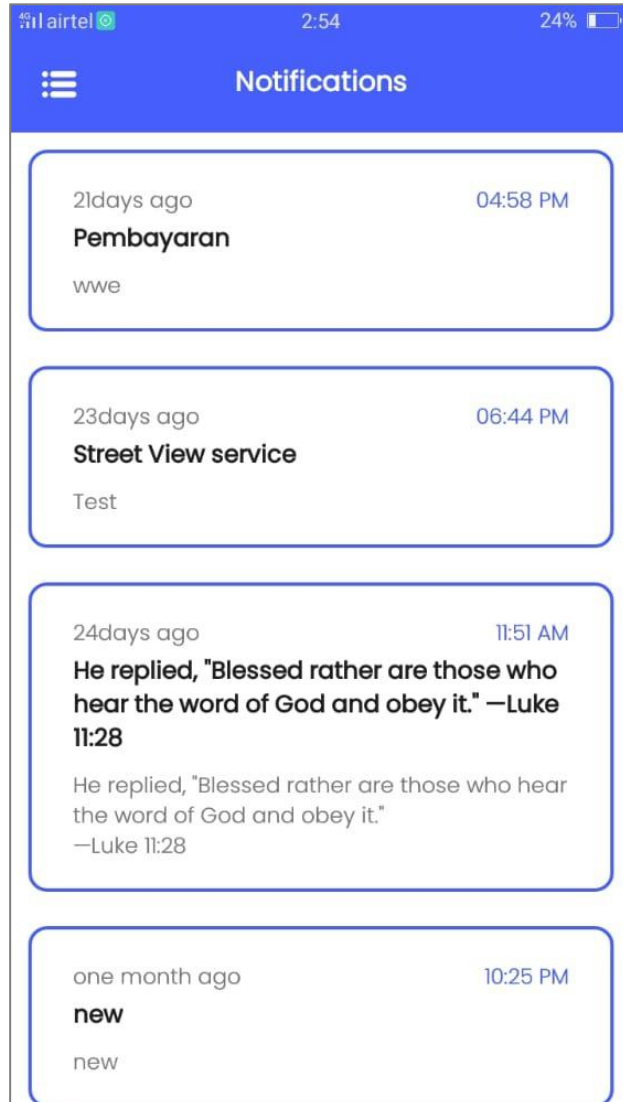 4G airtel 2:54 24%
Notifications
21days ago 04:58 PM
Pembayaran
wwe
23days ago 06:44 PM
Street View service
Test
24days ago 11:51 AM
He replied, "Blessed rather are those who
hear the word of God and obey it." —Luke
11:28
He replied, "Blessed rather are those who hear
the word of God and obey it."
—Luke 11:28
one month ago 10:25 PM
new
new